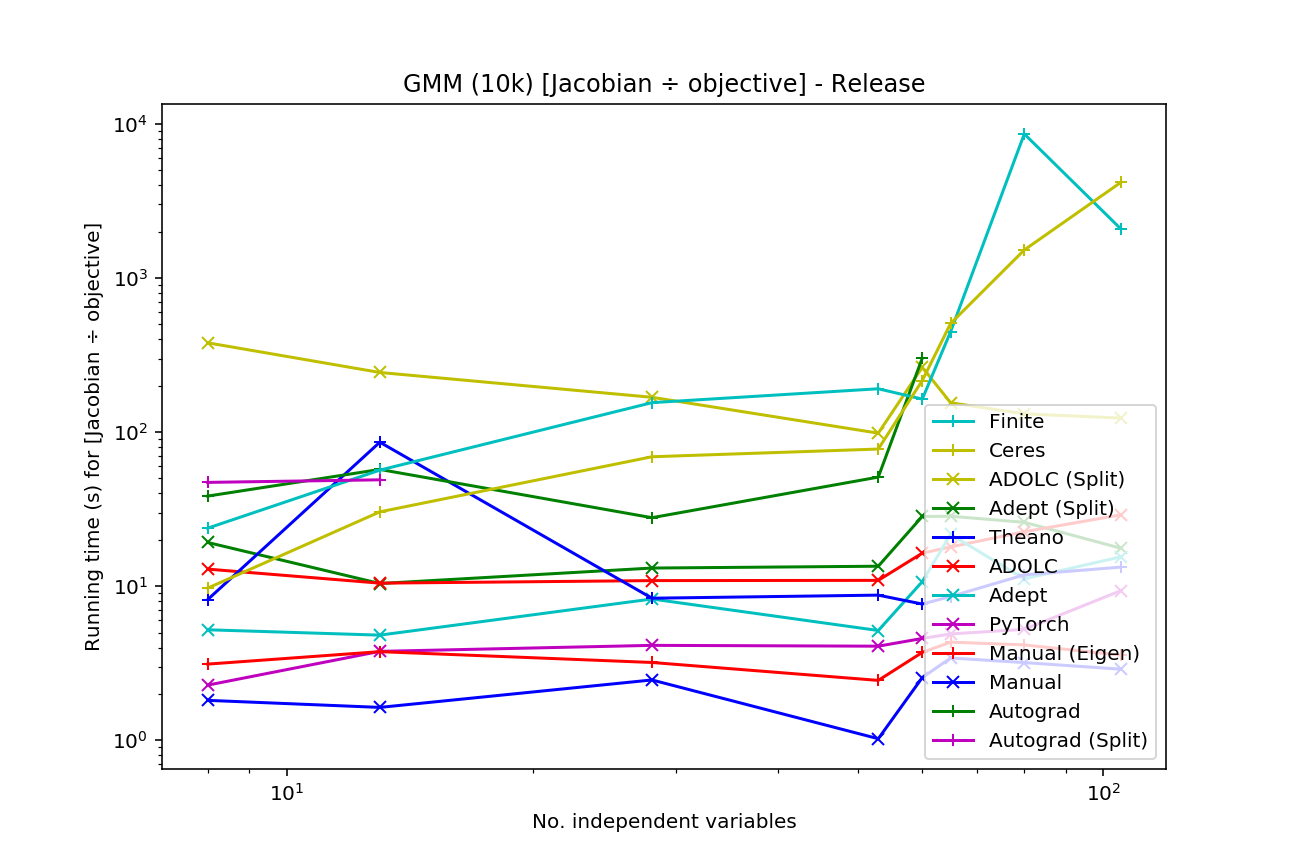 GMM (10k) [Jacobian ÷ objective] - Release
Running time (s) for [Jacobian ÷ objective]
10⁴
10³
10²
10¹
10⁰
10¹
10²
No. independent variables
Finite
Ceres
ADOLC (Split)
Adept (Split)
Theano
ADOLC
Adept
PyTorch
Manual (Eigen)
Manual
Autograd
Autograd (Split)